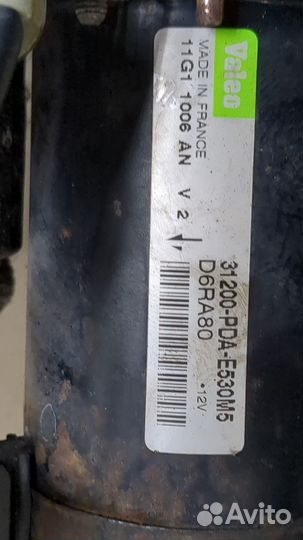 Valeo
MADE IN FRANCE
11G1 1006 AN V 2
31200-PDA-E530M5
D6RA80
*12V-
Avito